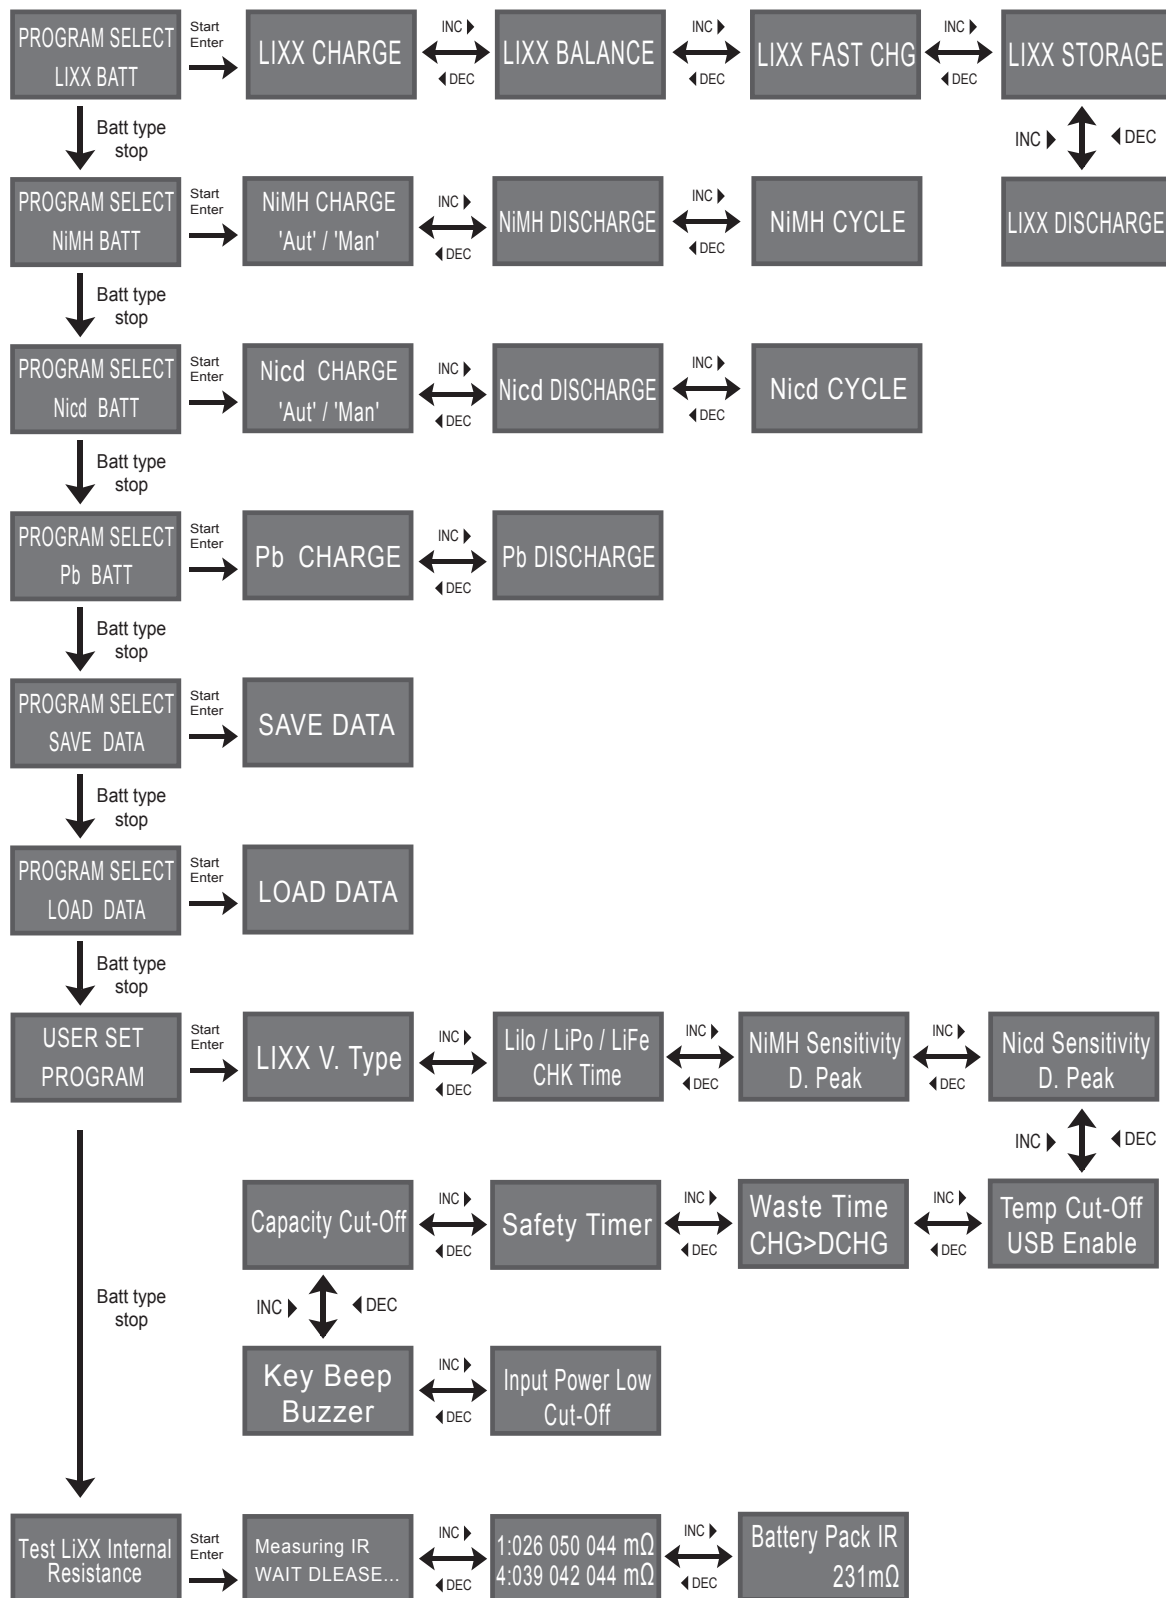 PROGRAM SELECT
LIXX BATT
Start
Enter
LIXX CHARGE
INC ▶
◀ DEC
LIXX BALANCE
INC ▶
◀ DEC
LIXX FAST CHG
INC ▶
◀ DEC
LIXX STORAGE
INC ▶
◀ DEC
LIXX DISCHARGE
Batt type
stop
PROGRAM SELECT
NiMH BATT
Start
Enter
NiMH CHARGE
'Aut' / 'Man'
INC ▶
◀ DEC
NiMH DISCHARGE
INC ▶
◀ DEC
NiMH CYCLE
Batt type
stop
PROGRAM SELECT
Nicd BATT
Start
Enter
Nicd CHARGE
'Aut' / 'Man'
INC ▶
◀ DEC
Nicd DISCHARGE
INC ▶
◀ DEC
Nicd CYCLE
Batt type
stop
PROGRAM SELECT
Pb BATT
Start
Enter
Pb CHARGE
INC ▶
◀ DEC
Pb DISCHARGE
Batt type
stop
PROGRAM SELECT
SAVE DATA
Start
Enter
SAVE DATA
Batt type
stop
PROGRAM SELECT
LOAD DATA
Start
Enter
LOAD DATA
Batt type
stop
USER SET
PROGRAM
Start
Enter
LIXX V. Type
INC ▶
◀ DEC
LiIo / LiPo / LiFe
CHK Time
INC ▶
◀ DEC
NiMH Sensitivity
D. Peak
INC ▶
◀ DEC
Nicd Sensitivity
D. Peak
INC ▶
◀ DEC
Capacity Cut-Off
INC ▶
◀ DEC
Safety Timer
INC ▶
◀ DEC
Waste Time
CHG>DCHG
INC ▶
◀ DEC
Temp Cut-Off
USB Enable
INC ▶
◀ DEC
Key Beep
Buzzer
INC ▶
◀ DEC
Input Power Low
Cut-Off
Batt type
stop
Test LiXX Internal
Resistance
Start
Enter
Measuring IR
WAIT DLEASE...
INC ▶
◀ DEC
1:026 050 044 mΩ
4:039 042 044 mΩ
INC ▶
◀ DEC
Battery Pack IR
231mΩ